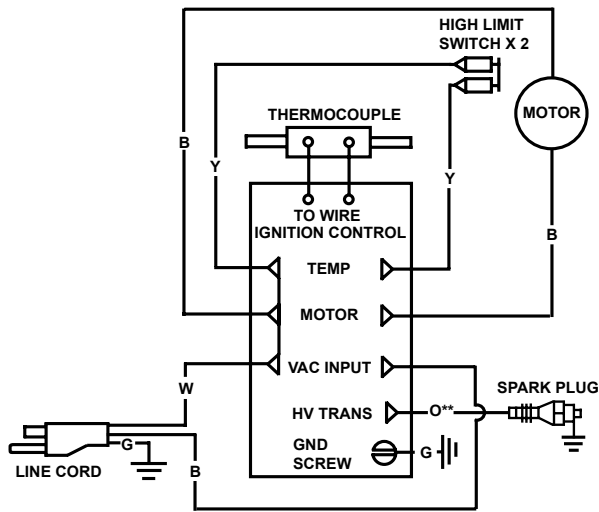 HIGH LIMIT
SWITCH X 2
MOTOR
THERMOCOUPLE
B
Y
Y
TO WIRE
IGNITION CONTROL
B
TEMP
MOTOR
VAC INPUT
W
SPARK PLUG
HV TRANS
O**
G
GND
SCREW
G
LINE CORD
B